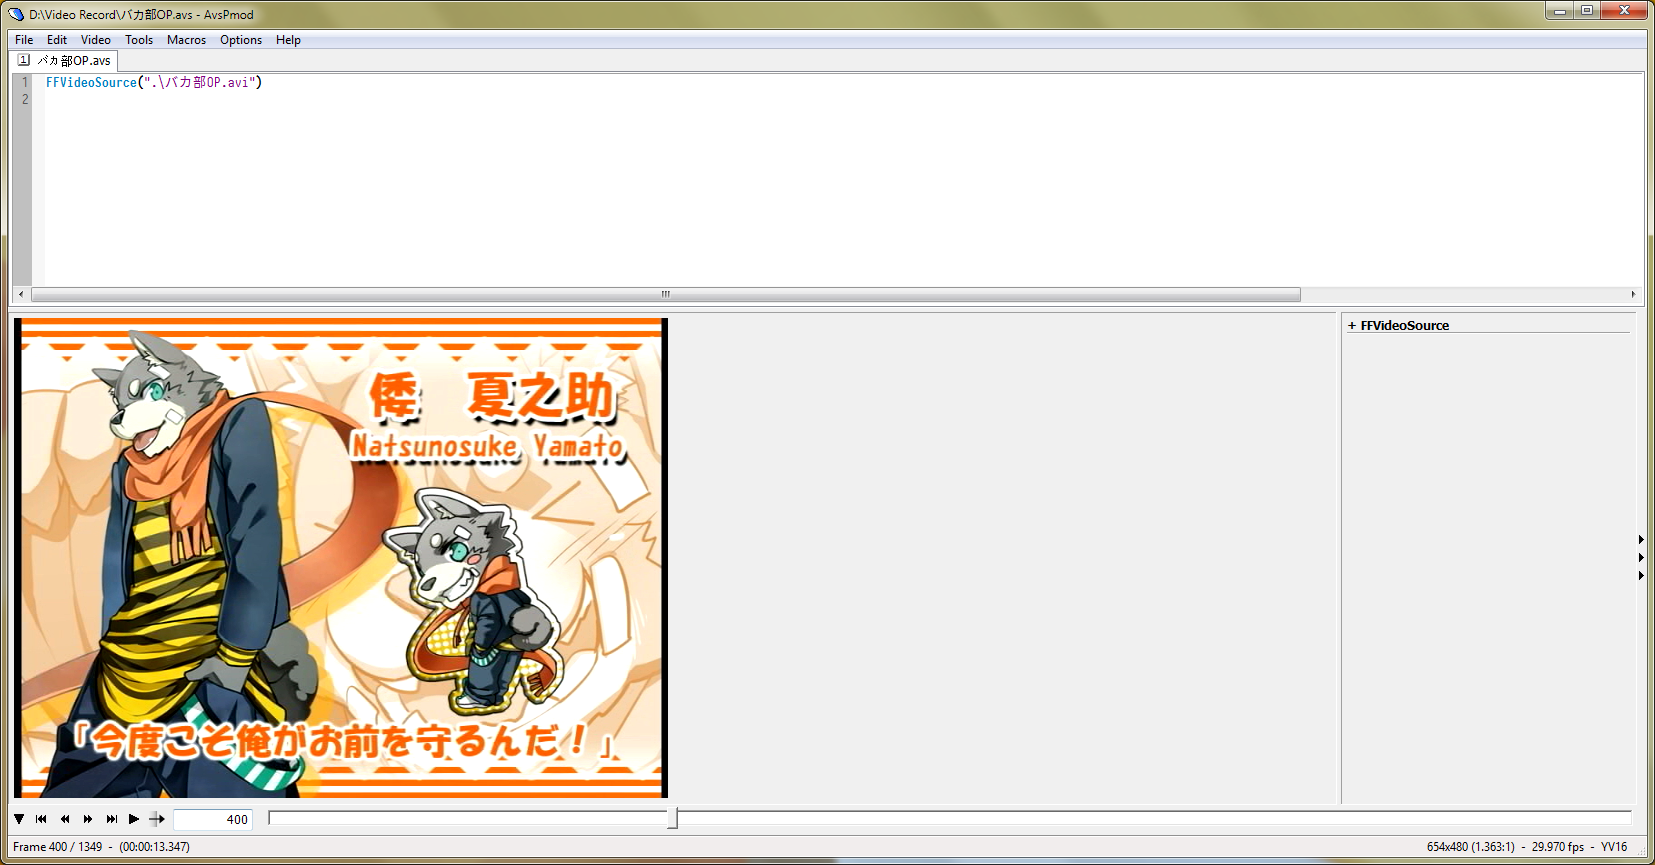 D:\Video Record\バカ部OP.avs - AvsPmod
File Edit Video Tools Macros Options Help
1 バカ部OP.avs
1 FFVideoSource(".\バカ部OP.avi")
2
+ FFVideoSource
倭 夏之助
Natsunosuke Yamato
「今度こそ俺がお前を守るんだ！」
400
Frame 400 / 1349 - (00:00:13.347)
654x480 (1.363:1) - 29.970 fps - YV16